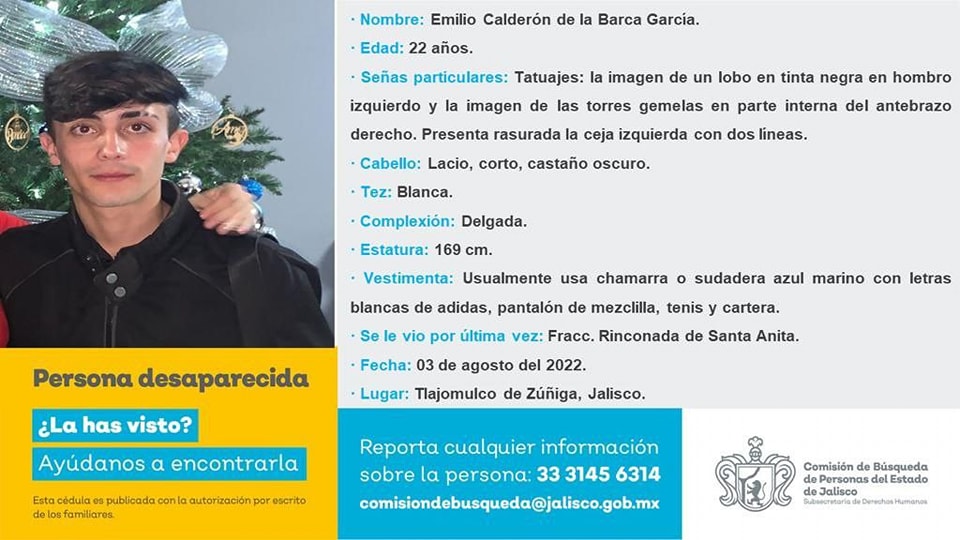 · Nombre: Emilio Calderón de la Barca García.
· Edad: 22 años.
· Señas particulares: Tatuajes: la imagen de un lobo en tinta negra en hombro
izquierdo y la imagen de las torres gemelas en parte interna del antebrazo
derecho. Presenta rasurada la ceja izquierda con dos líneas.
· Cabello: Lacio, corto, castaño oscuro.
· Tez: Blanca.
· Complexión: Delgada.
· Estatura: 169 cm.
· Vestimenta: Usualmente usa chamarra o sudadera azul marino con letras
blancas de adidas, pantalón de mezclilla, tenis y cartera.
· Se le vio por última vez: Fracc. Rinconada de Santa Anita.
· Fecha: 03 de agosto del 2022.
· Lugar: Tlajomulco de Zúñiga, Jalisco.
Persona desaparecida
¿La has visto?
Ayúdanos a encontrarla
Esta cédula es publicada con la autorización por escrito
de los familiares.
Reporta cualquier información
sobre la persona: 33 3145 6314
comisiondebusqueda@jalisco.gob.mx
Comisión de Búsqueda
de Personas del Estado
de Jalisco
Subsecretaría de Derechos Humanos